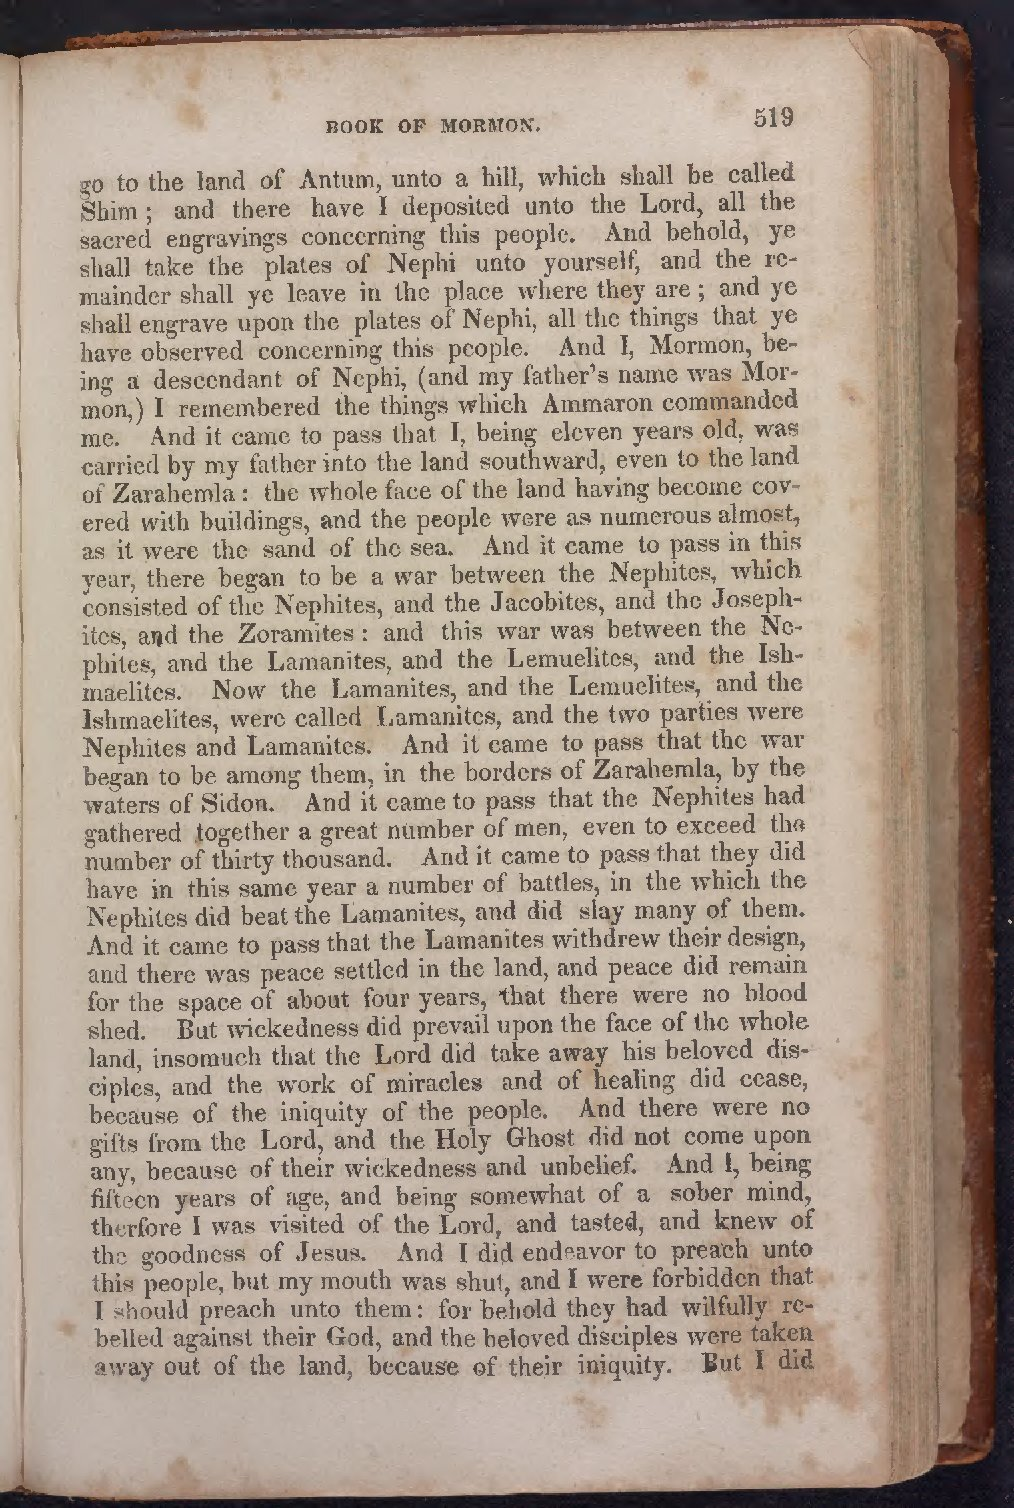 BOOK OF MORMON. 519
go to the land of Antum, unto a hill, which shall be called
Shim ; and there have I deposited unto the Lord, all the
sacred engravings concerning this people. And behold, ye
shall take the plates of Nephi unto yourself, and the re-
mainder shall ye leave in the place where they are ; and ye
shall engrave upon the plates of Nephi, all the things that ye
have observed concerning this people. And I, Mormon, be-
ing a descendant of Nephi, (and my father's name was Mor-
mon,) I remembered the things which Ammaron commanded
me. And it came to pass that I, being eleven years old, was
carried by my father into the land southward, even to the land
of Zarahemla : the whole face of the land having become cov-
ered with buildings, and the people were as numerous almost,
as it were the sand of the sea. And it came to pass in this
year, there began to be a war between the Nephites, which
consisted of the Nephites, and the Jacobites, and the Joseph-
ites, and the Zoramites : and this war was between the Ne-
phites, and the Lamanites, and the Lemuelites, and the Ish-
maelites. Now the Lamanites, and the Lemuelites, and the
Ishmaelites, were called Lamanites, and the two parties were
Nephites and Lamanites. And it came to pass that the war
began to be among them, in the borders of Zarahemla, by the
waters of Sidon. And it came to pass that the Nephites had
gathered together a great number of men, even to exceed the
number of thirty thousand. And it came to pass that they did
have in this same year a number of battles, in the which the
Nephites did beat the Lamanites, and did slay many of them.
And it came to pass that the Lamanites withdrew their design,
and there was peace settled in the land, and peace did remain
for the space of about four years, that there were no blood
shed. But wickedness did prevail upon the face of the whole
land, insomuch that the Lord did take away his beloved dis-
ciples, and the work of miracles and of healing did cease,
because of the iniquity of the people. And there were no
gifts from the Lord, and the Holy Ghost did not come upon
any, because of their wickedness and unbelief. And I, being
fifteen years of age, and being somewhat of a sober mind,
therfore I was visited of the Lord, and tasted, and knew of
the goodness of Jesus. And I did endeavor to preach unto
this people, but my mouth was shut, and I were forbidden that
I should preach unto them : for behold they had wilfully re-
belled against their God, and the beloved disciples were taken
away out of the land, because of their iniquity. But I did